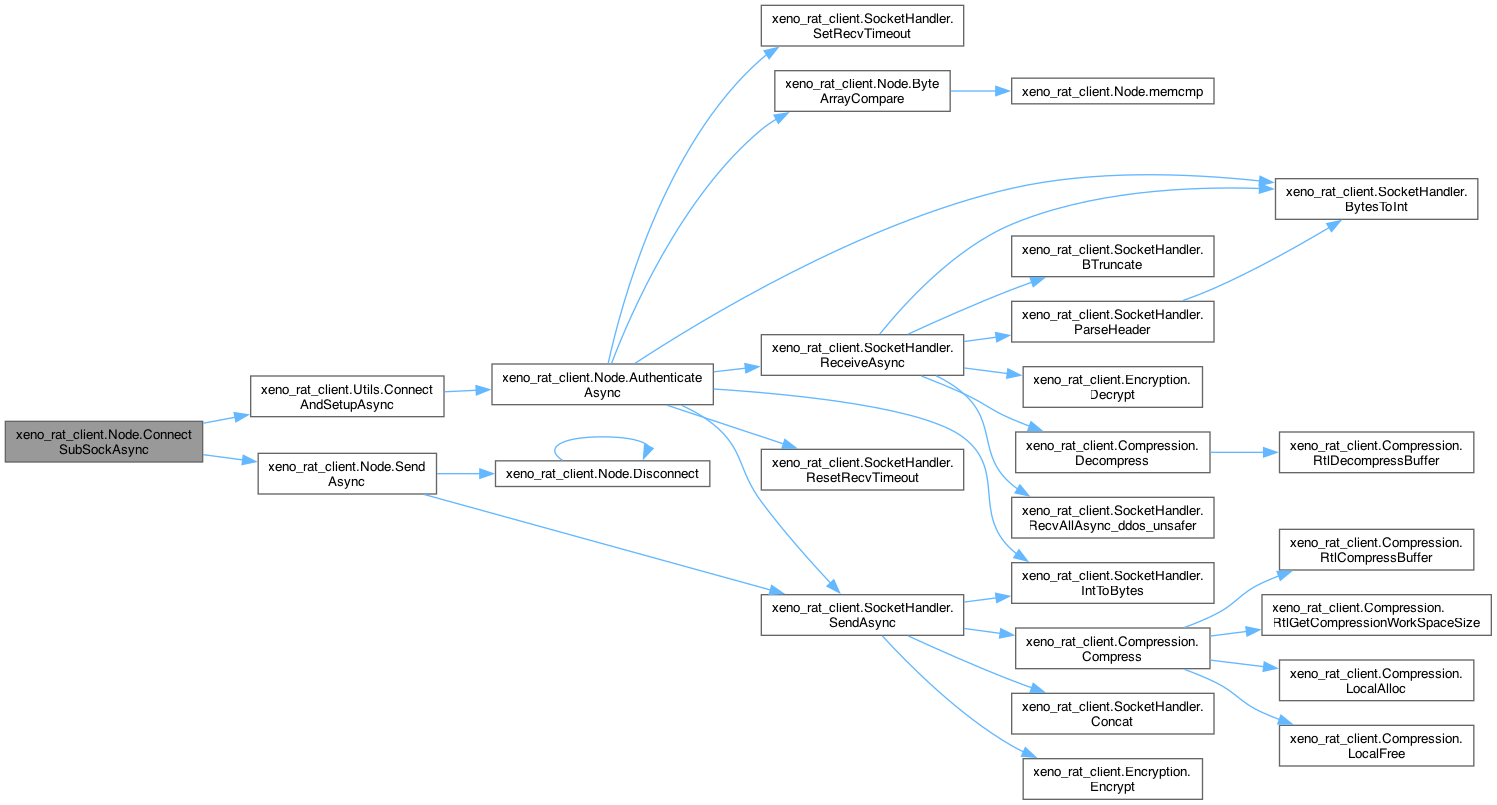 xeno_rat_client.SocketHandler.
SetRecvTimeout
xeno_rat_client.Node.Byte
ArrayCompare
xeno_rat_client.Node.memcmp
xeno_rat_client.SocketHandler.
BytesToInt
xeno_rat_client.SocketHandler.
BTruncate
xeno_rat_client.SocketHandler.
ParseHeader
xeno_rat_client.SocketHandler.
ReceiveAsync
xeno_rat_client.Node.Authenticate
Async
xeno_rat_client.Encryption.
Decrypt
xeno_rat_client.Utils.Connect
AndSetupAsync
xeno_rat_client.Node.Connect
SubSockAsync
xeno_rat_client.Compression.
Decompress
xeno_rat_client.Compression.
RtlDecompressBuffer
xeno_rat_client.Node.Send
Async
xeno_rat_client.Node.Disconnect
xeno_rat_client.SocketHandler.
ResetRecvTimeout
xeno_rat_client.SocketHandler.
RecvAllAsync_ddos_unsafer
xeno_rat_client.Compression.
RtlCompressBuffer
xeno_rat_client.SocketHandler.
IntToBytes
xeno_rat_client.SocketHandler.
SendAsync
xeno_rat_client.Compression.
RtlGetCompressionWorkSpaceSize
xeno_rat_client.Compression.
Compress
xeno_rat_client.Compression.
LocalAlloc
xeno_rat_client.SocketHandler.
Concat
xeno_rat_client.Compression.
LocalFree
xeno_rat_client.Encryption.
Encrypt